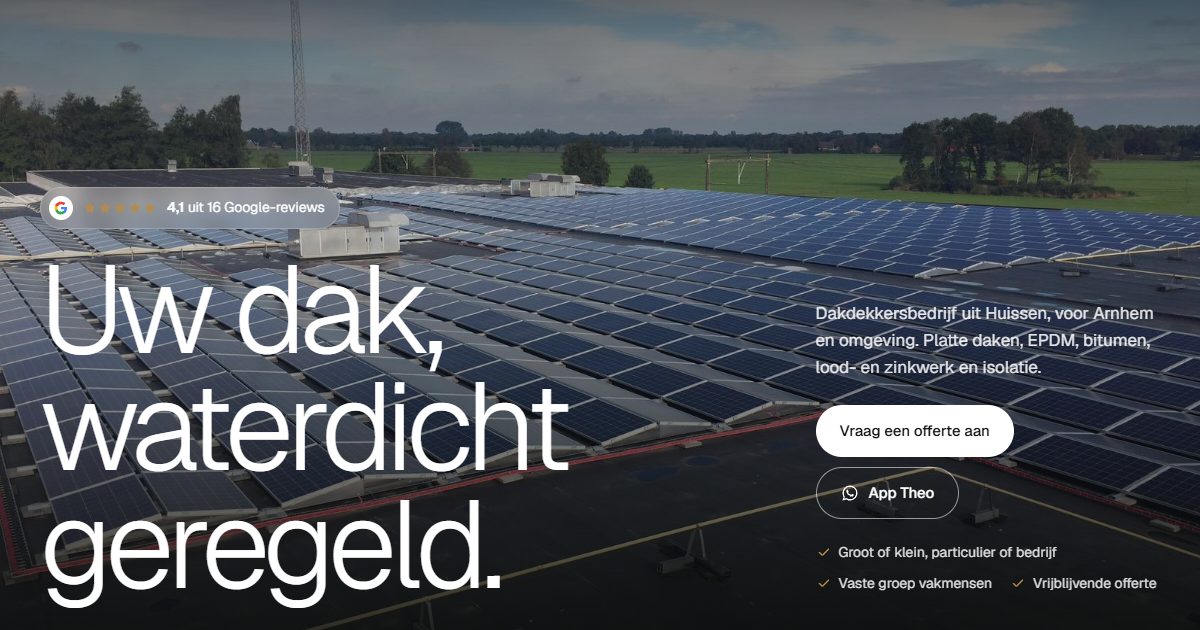 4,1 uit 16 Google-reviews
Uw dak,
waterdicht
geregeld.
Dakdekkersbedrijf uit Huissen, voor Arnhem
en omgeving. Platte daken, EPDM, bitumen,
lood- en zinkwerk en isolatie.
Vraag een offerte aan
App Theo
Groot of klein, particulier of bedrijf
Vaste groep vakmensen
Vrijblijvende offerte